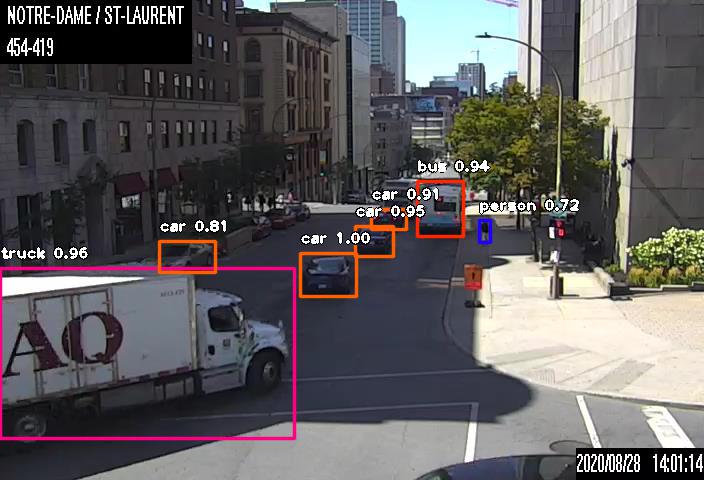 NOTRE-DAME / ST-LAURENT
454-419
bus 0.94
car 0.91
person 0.72
car 0.95
car 0.81
car 1.00
truck 0.96
AQ
2020/08/28 14:01:14